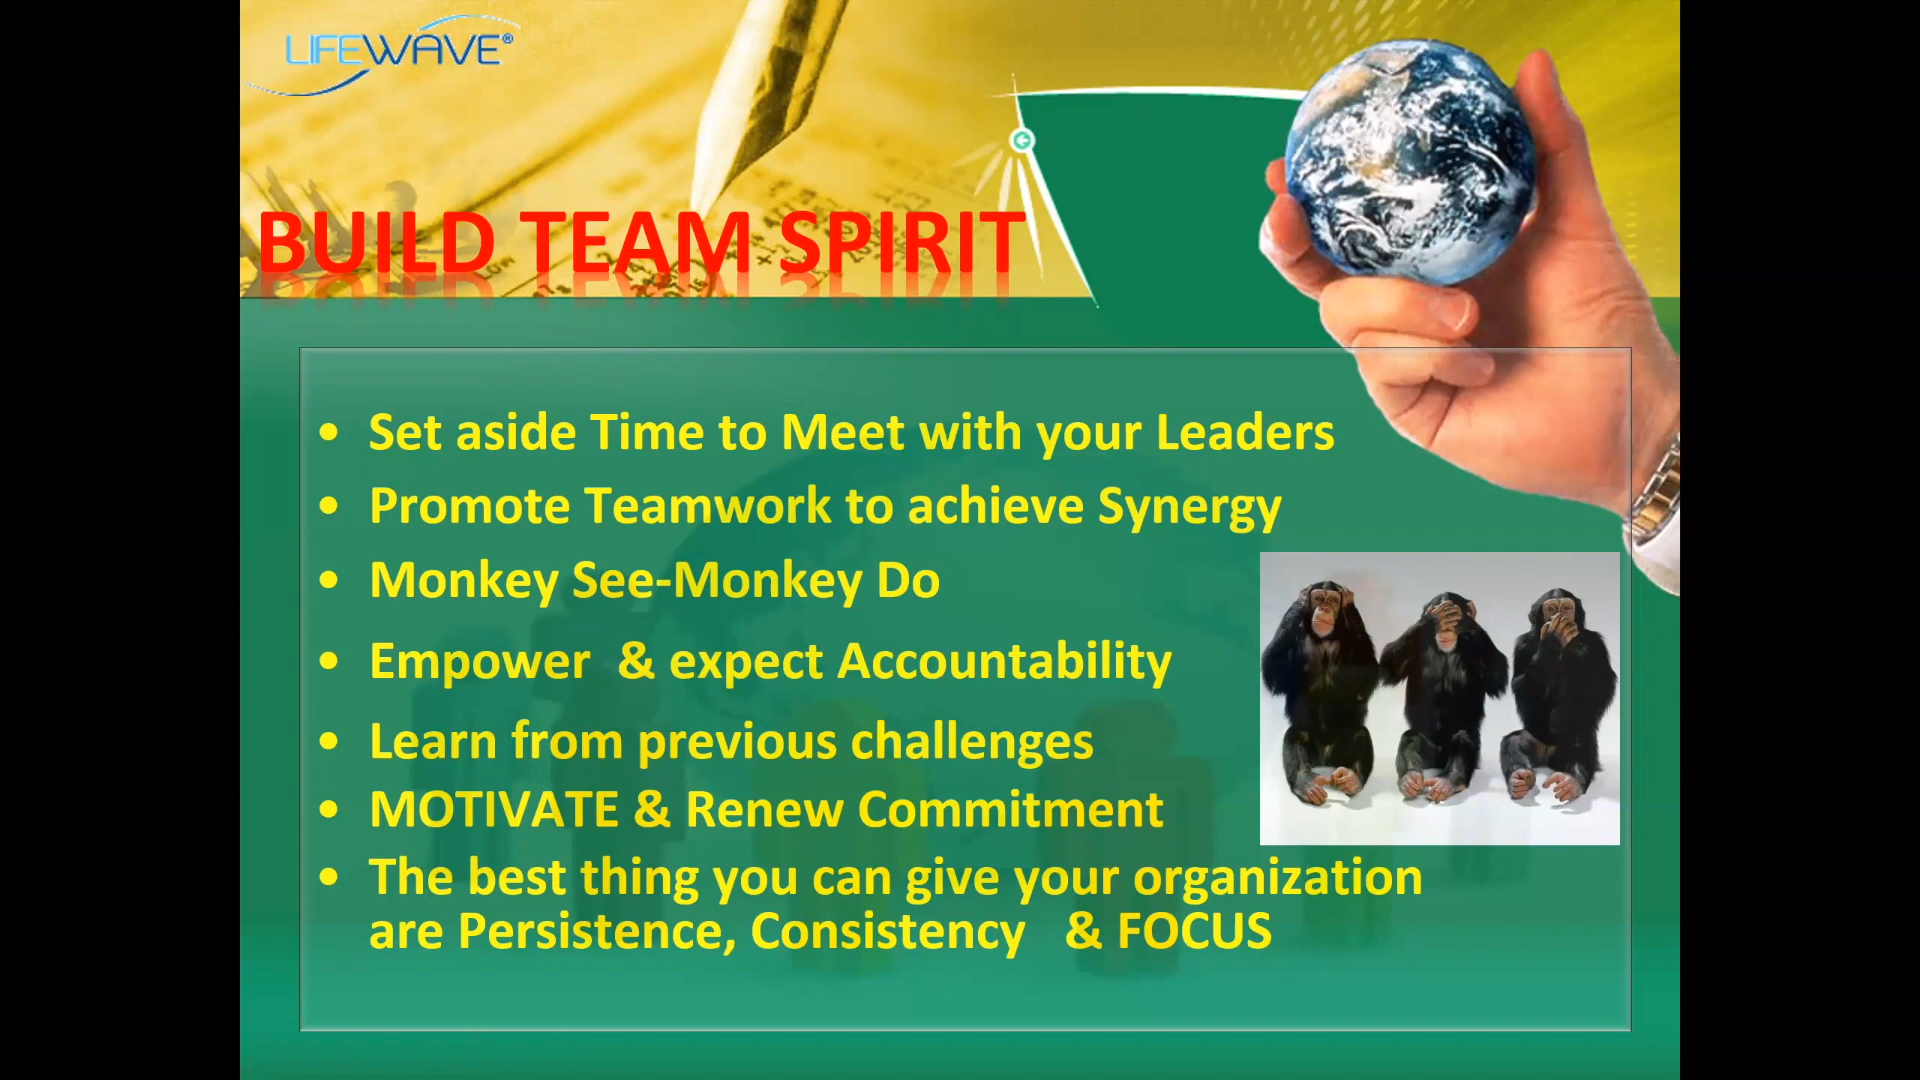 LIFEWAVE®
BUILD TEAM SPIRIT
• Set aside Time to Meet with your Leaders
• Promote Teamwork to achieve Synergy
• Monkey See-Monkey Do
• Empower & expect Accountability
• Learn from previous challenges
• MOTIVATE & Renew Commitment
• The best thing you can give your organization
are Persistence, Consistency & FOCUS